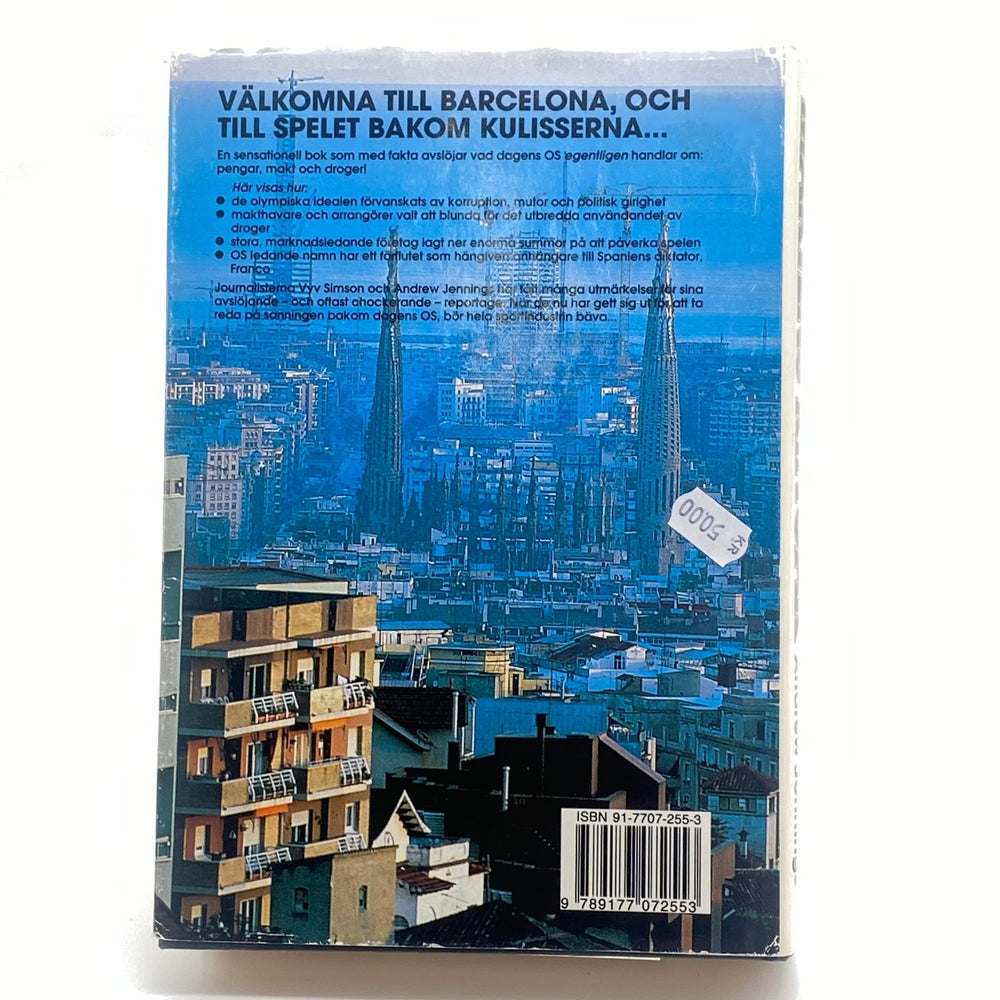 VÄLKOMNA TILL BARCELONA, OCH
TILL SPELET BAKOM KULISSERNA...
En sensationell bok som med fakta avslöjar vad dagens OS egentligen handlar om:
pengar, makt och droger!
Här visas hur:
● de olympiska idealen förvanskats av korruption, mutor och politisk girighet
● makthavare och arrangörer valt att blunda för det utbredda användandet av
droger
● stora, marknadsledande företag lagt ner enorma summor på att påverka spelen
● OS ledande namn har ett förflutet som hängiven anhängare till Spaniens diktator,
Franco
Journalisterna Vyv Simson och Andrew Jennings har fått många utmärkelser för sina
avslöjande – och oftast chockerande – reportage. När de nu har gett sig ut för att ta
reda på sanningen bakom dagens OS, bör hela sportindustrin bäva...
KR
50.00
ISBN 91-7707-255-3
9 789177 072553